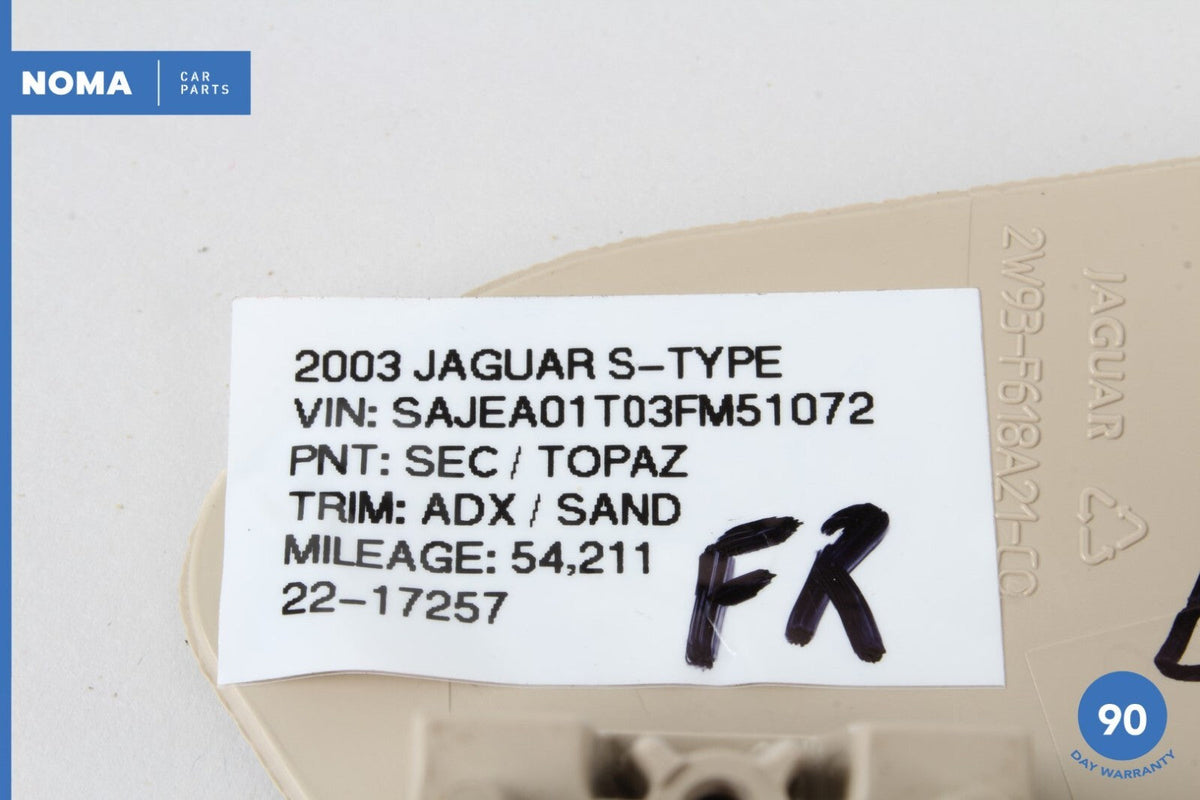 NOMA
CAR
PARTS
2003 JAGUAR S-TYPE
VIN: SAJEA01T03FM51072
PNT: SEC / TOPAZ
TRIM: ADX / SAND
MILEAGE: 54,211
22-17257
FR
2W93-F618A21-CC
JAGUAR
90
DAY WARRANTY